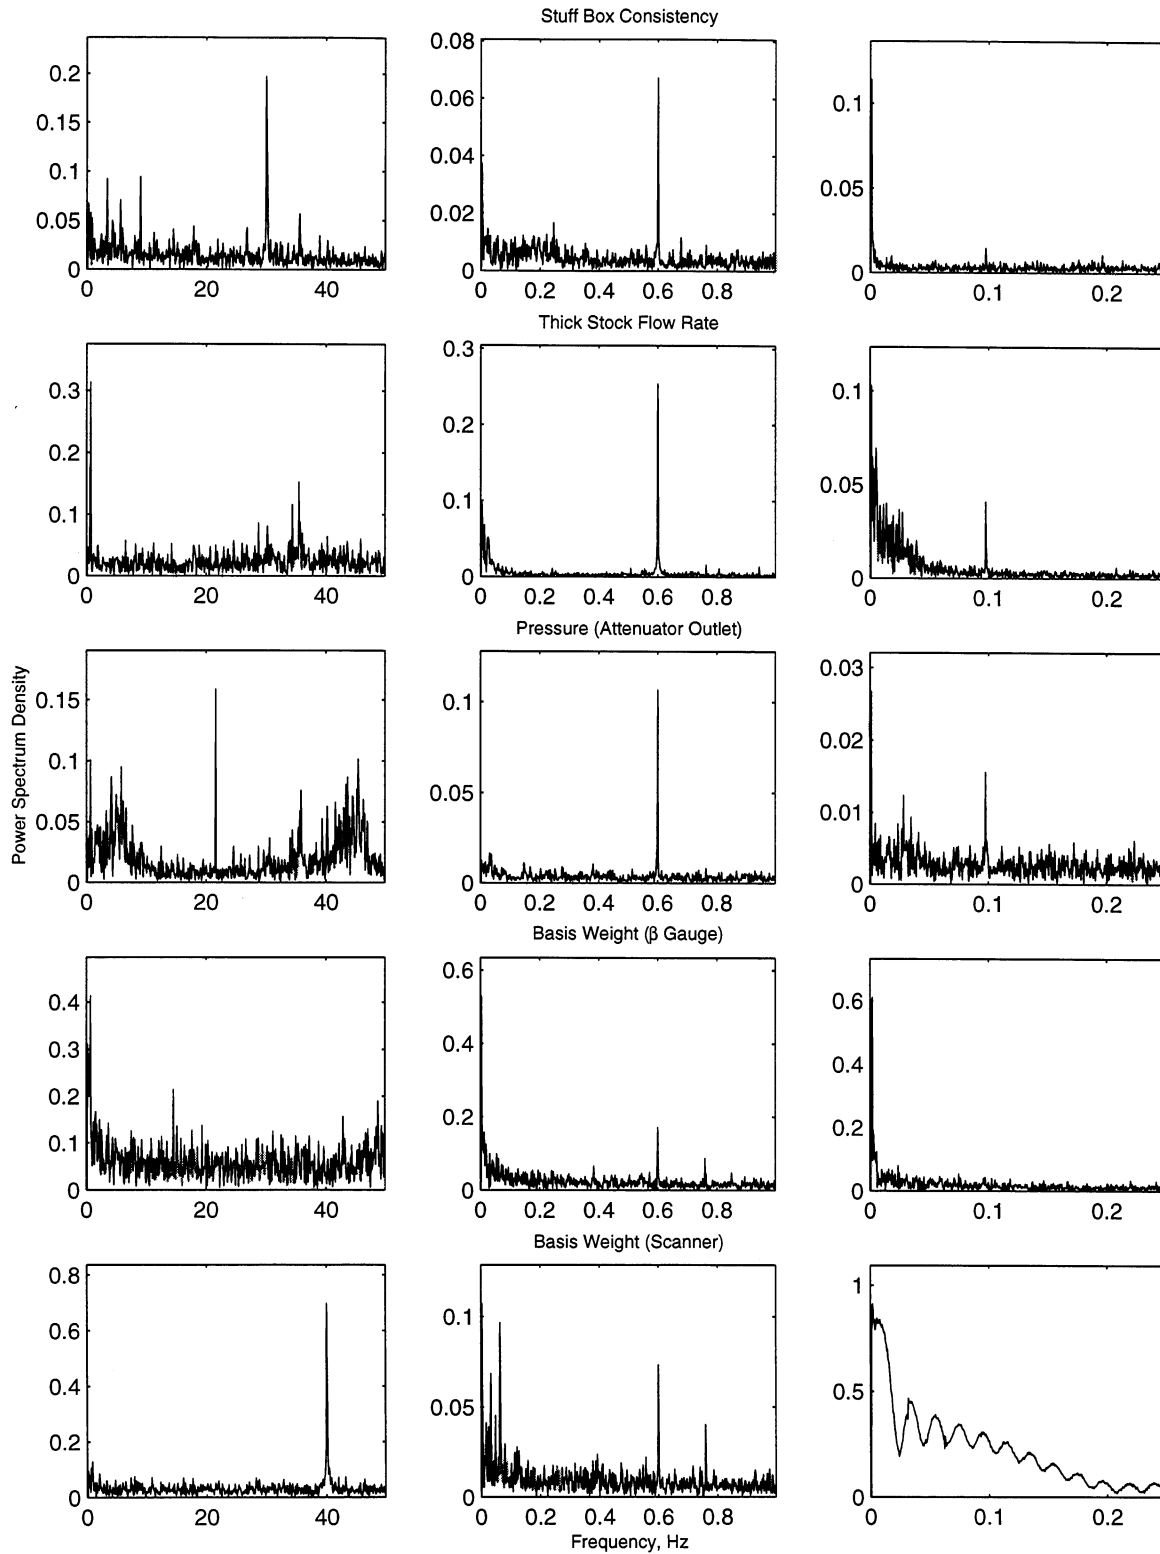 Stuff Box Consistency
0.2
0.15
0.1
0.05
0
0 20 40
0.08
0.06
0.04
0.02
0
0 0.2 0.4 0.6 0.8
0.1
0.05
0
0 0.1 0.2
Thick Stock Flow Rate
0.3
0.2
0.1
0
0 20 40
0.3
0.2
0.1
0
0 0.2 0.4 0.6 0.8
0.1
0.05
0
0 0.1 0.2
Pressure (Attenuator Outlet)
Power Spectrum Density
0.15
0.1
0.05
0
0 20 40
0.1
0.05
0
0 0.2 0.4 0.6 0.8
0.03
0.02
0.01
0
0 0.1 0.2
Basis Weight (β Gauge)
0.4
0.3
0.2
0.1
0
0 20 40
0.6
0.4
0.2
0
0 0.2 0.4 0.6 0.8
0.6
0.4
0.2
0
0 0.1 0.2
Basis Weight (Scanner)
0.8
0.6
0.4
0.2
0
0 20 40
0.1
0.05
0
0 0.2 0.4 0.6 0.8
1
0.5
0
0 0.1 0.2
Frequency, Hz